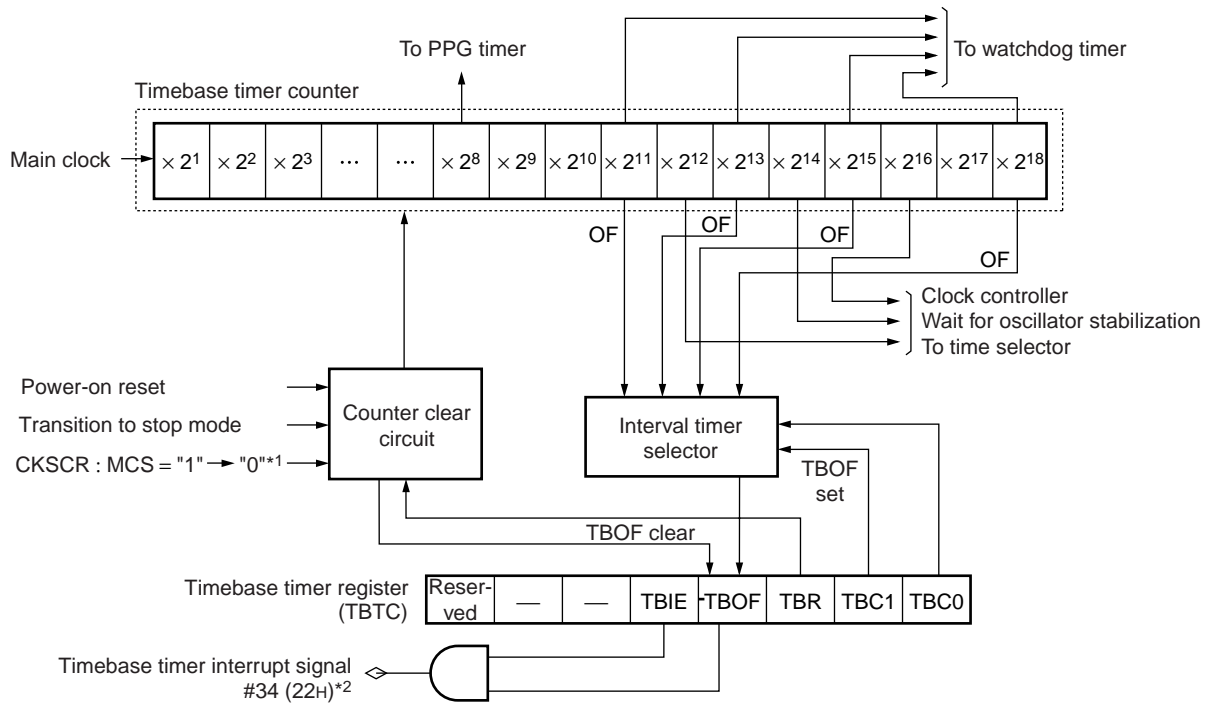 To PPG timer
To watchdog timer
Timebase timer counter
Main clock
× 2¹ × 2² × 2³ ··· ··· × 2⁸ × 2⁹ × 2¹⁰ × 2¹¹ × 2¹² × 2¹³ × 2¹⁴ × 2¹⁵ × 2¹⁶ × 2¹⁷ × 2¹⁸
OF OF OF OF
Clock controller
Wait for oscillator stabilization
To time selector
Power-on reset
Transition to stop mode
CKSCR : MCS = "1" → "0"*¹
Counter clear
circuit
Interval timer
selector
TBOF
set
TBOF clear
Timebase timer register
(TBTC)
Reser-
ved — — TBIE TBOF TBR TBC1 TBC0
Timebase timer interrupt signal
#34 (22H)*²